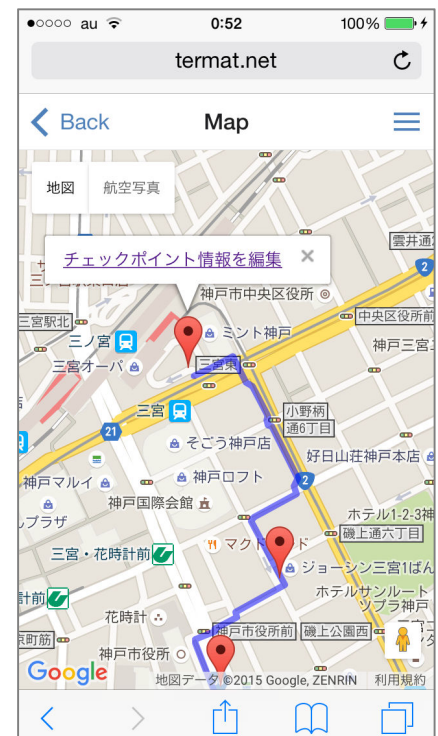 au 0:52 100%
termat.net
Back Map
地図 航空写真
チェックポイント情報を編集 ×
雲井通
2
神戸市中央区役所
三宮駅北
中央区役所前
三ノ宮 ミント神戸
神戸三宮
三宮オーパ
三宮東
三宮
小野柄
通6丁目
21
そごう神戸店
好日山荘神戸本店
神戸マルイ 神戸ロフト
2
神戸国際会館
ホテル1-2-3神
磯上通六丁目
ンプラザ
マクド ド
三宮・花時計前
ジョーシン三宮1ばん
計前
ホテルサンルート
ソプラ神戸
花時計
京町筋
神戸市役所前 磯上公園西
神戸市役所
Google
地図データ ©2015 Google, ZENRIN 利用規約